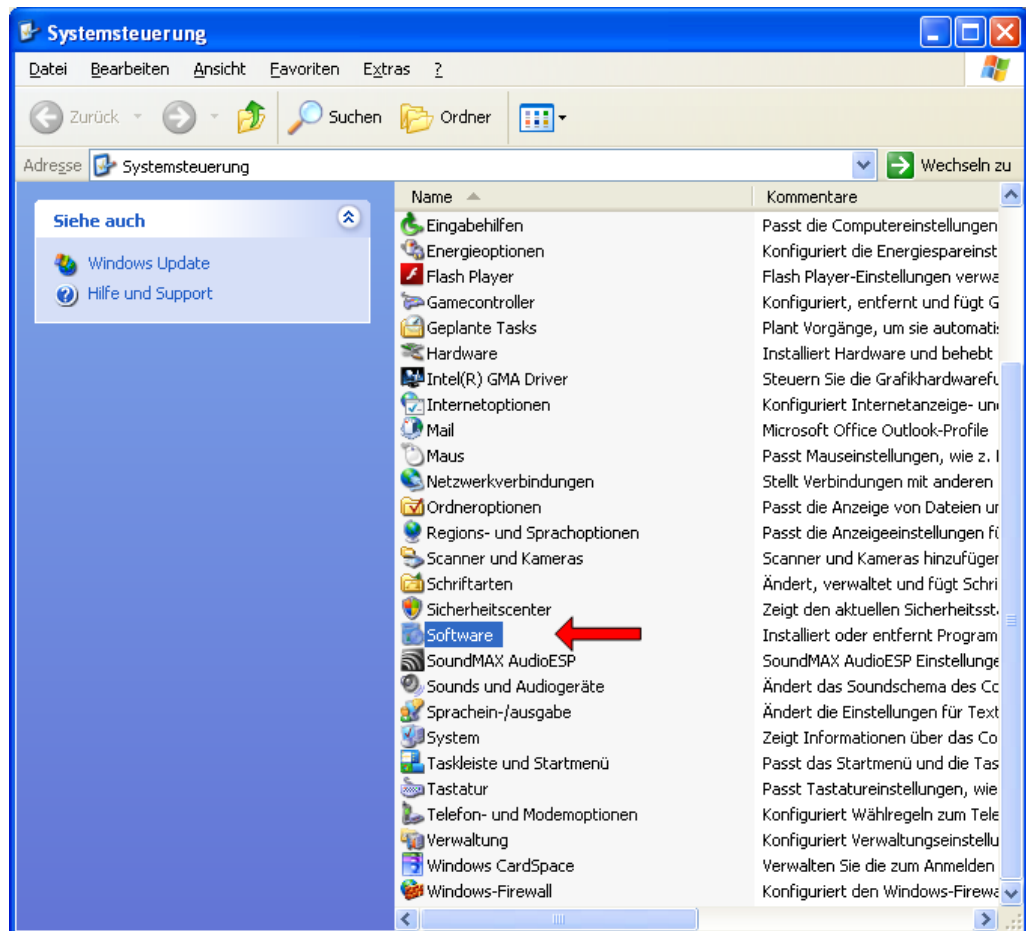 Systemsteuerung
Datei Bearbeiten Ansicht Favoriten Extras ?
Zurück Suchen Ordner
Adresse Systemsteuerung Wechseln zu
Siehe auch
Windows Update
Hilfe und Support
Name Kommentare
Eingabehilfen Passt die Computereinstellungen
Energieoptionen Konfiguriert die Energiespareinst
Flash Player Flash Player-Einstellungen verwa
Gamecontroller Konfiguriert, entfernt und fügt G
Geplante Tasks Plant Vorgänge, um sie automatis
Hardware Installiert Hardware und behebt
Intel(R) GMA Driver Steuern Sie die Grafikhardwarefu
Internetoptionen Konfiguriert Internetanzeige- und
Mail Microsoft Office Outlook-Profile
Maus Passt Mauseinstellungen, wie z. B
Netzwerkverbindungen Stellt Verbindungen mit anderen
Ordneroptionen Passt die Anzeige von Dateien un
Regions- und Sprachoptionen Passt die Anzeigeeinstellungen fü
Scanner und Kameras Scanner und Kameras hinzufügen
Schriftarten Ändert, verwaltet und fügt Schri
Sicherheitscenter Zeigt den aktuellen Sicherheitsst
Software Installiert oder entfernt Program
SoundMAX AudioESP SoundMAX AudioESP Einstellunge
Sounds und Audiogeräte Ändert das Soundschema des Co
Sprachein-/ausgabe Ändert die Einstellungen für Text
System Zeigt Informationen über das Co
Taskleiste und Startmenü Passt das Startmenü und die Tas
Tastatur Passt Tastatureinstellungen, wie
Telefon- und Modemoptionen Konfiguriert Wählregeln zum Tele
Verwaltung Konfiguriert Verwaltungseinstellu
Windows CardSpace Verwalten Sie die zum Anmelden
Windows-Firewall Konfiguriert den Windows-Firewa